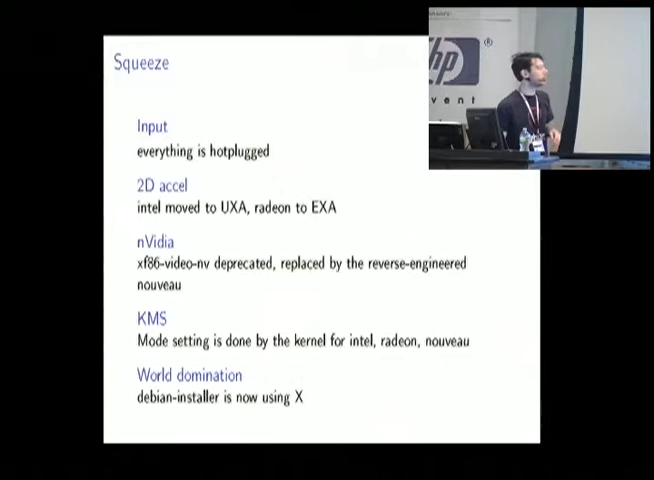 Squeeze
Input
everything is hotplugged
2D accel
intel moved to UXA, radeon to EXA
nVidia
xf86-video-nv deprecated, replaced by the reverse-engineered
nouveau
KMS
Mode setting is done by the kernel for intel, radeon, nouveau
World domination
debian-installer is now using X
hp®
vent